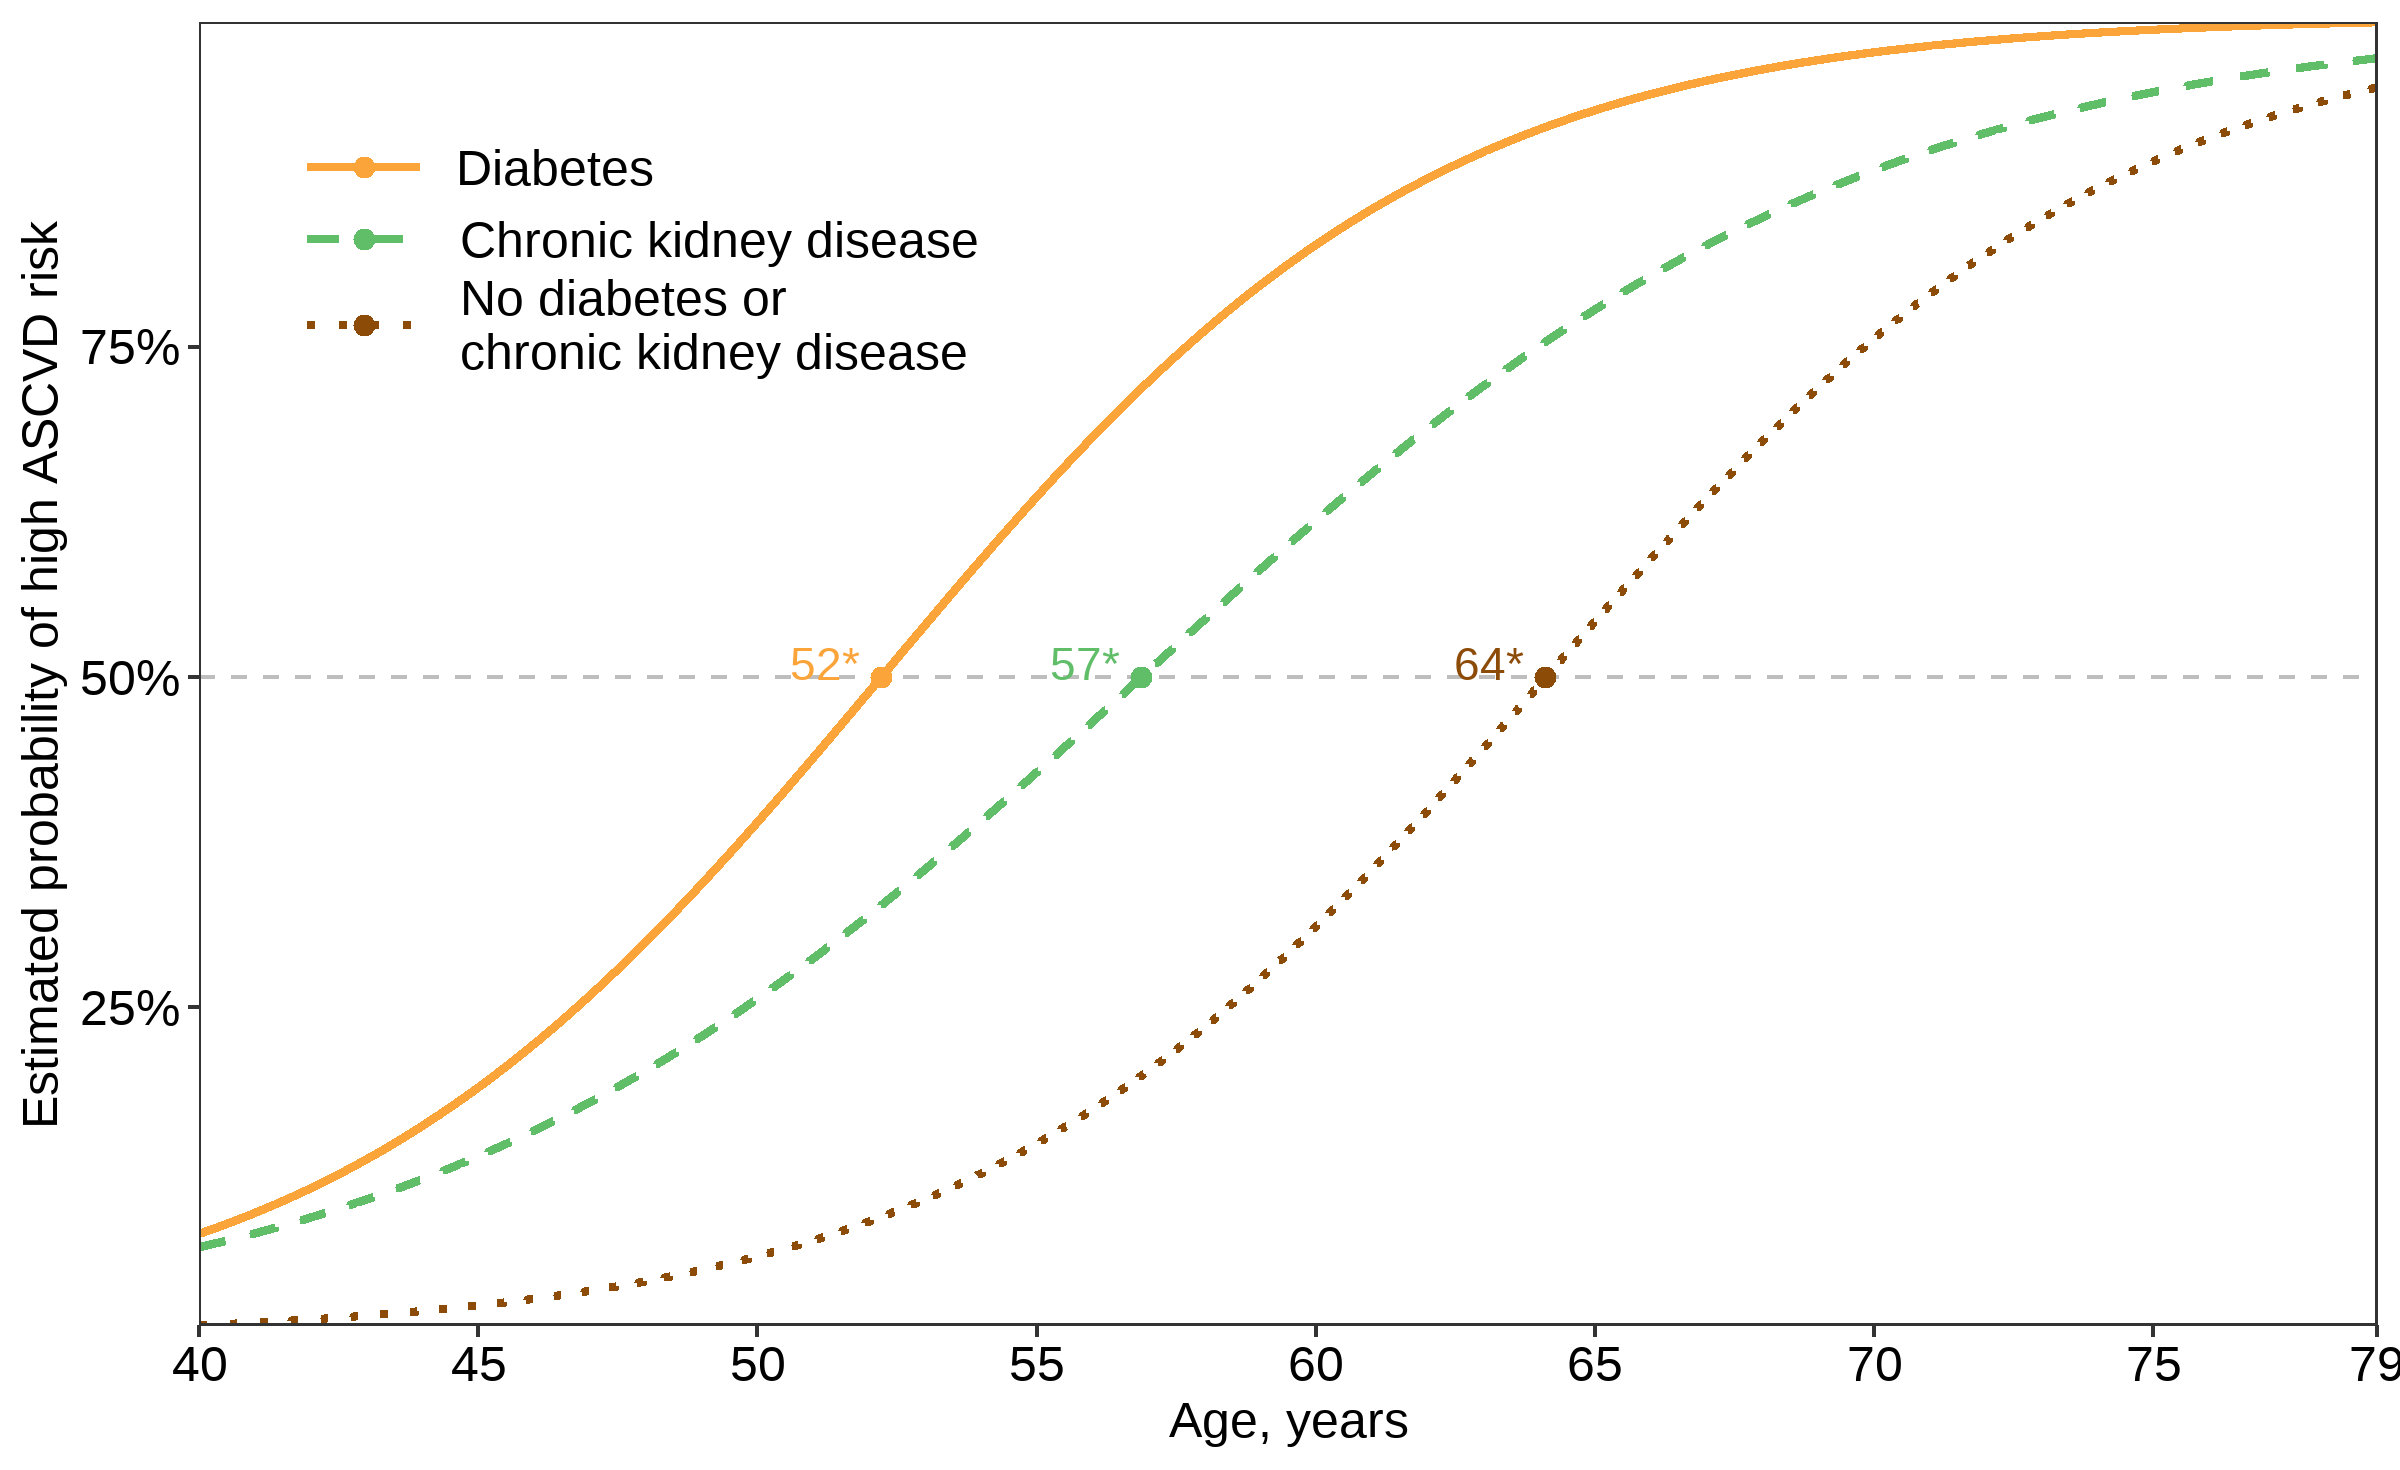 Estimated probability of high ASCVD risk
Diabetes
Chronic kidney disease
No diabetes or
chronic kidney disease
75%
50%
25%
52*
57*
64*
40
45
50
55
60
65
70
75
79
Age, years